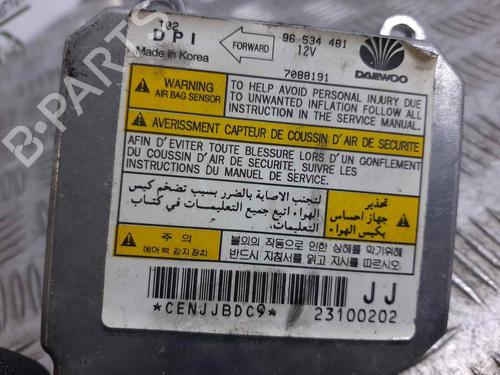 T02
DPI
Made in Korea
FORWARD
96 534 481
12V
7080191
DAEWOO
WARNING
AIR BAG SENSOR
TO HELP AVOID PERSONAL INJURY DUE
TO UNWANTED INFLATION FOLLOW ALL
INSTRUCTION IN THE SERVICE MANUAL.
AVERISSMENT CAPTEUR DE COUSSIN D'AIR DE SECURITE
AFIN D'EVITER TOUTE BLESSURE LORS D'UN GONFLEMENT
DU COUSSIN D'AIR DE SECURITE, SUIVRE LES
INSTRUCTIONS DU MANUEL DE SERVICE.
تحذير
جهاز احساس
بكيس الهواء
لتجنب الاصابة بالضرر بسبب تضخم كيس
الهواء اتبع جميع التعليمات في كتاب
التعليمات.
주 의
에어백 감지장치
불의의 작동으로 인한 상해를 막기위해
반드시 지침서를 읽고 지시를 따르시오.
*CENJJBDC9*
JJ
23100202
B-PARTS